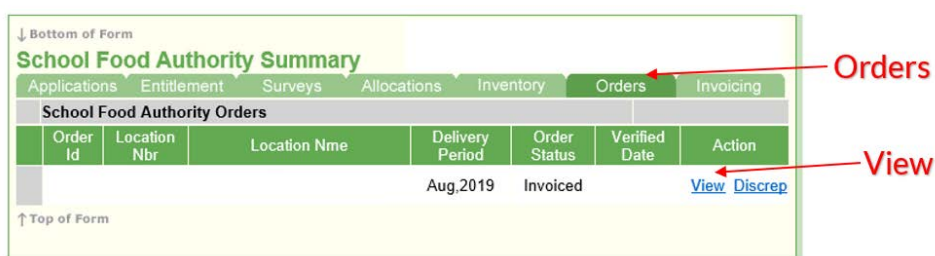 ↓ Bottom of Form
School Food Authority Summary
Applications Entitlement Surveys Allocations Inventory Orders Invoicing
Orders
School Food Authority Orders
Order Id Location Nbr Location Nme Delivery Period Order Status Verified Date Action
Aug,2019 Invoiced View Discrep
View
↑ Top of Form